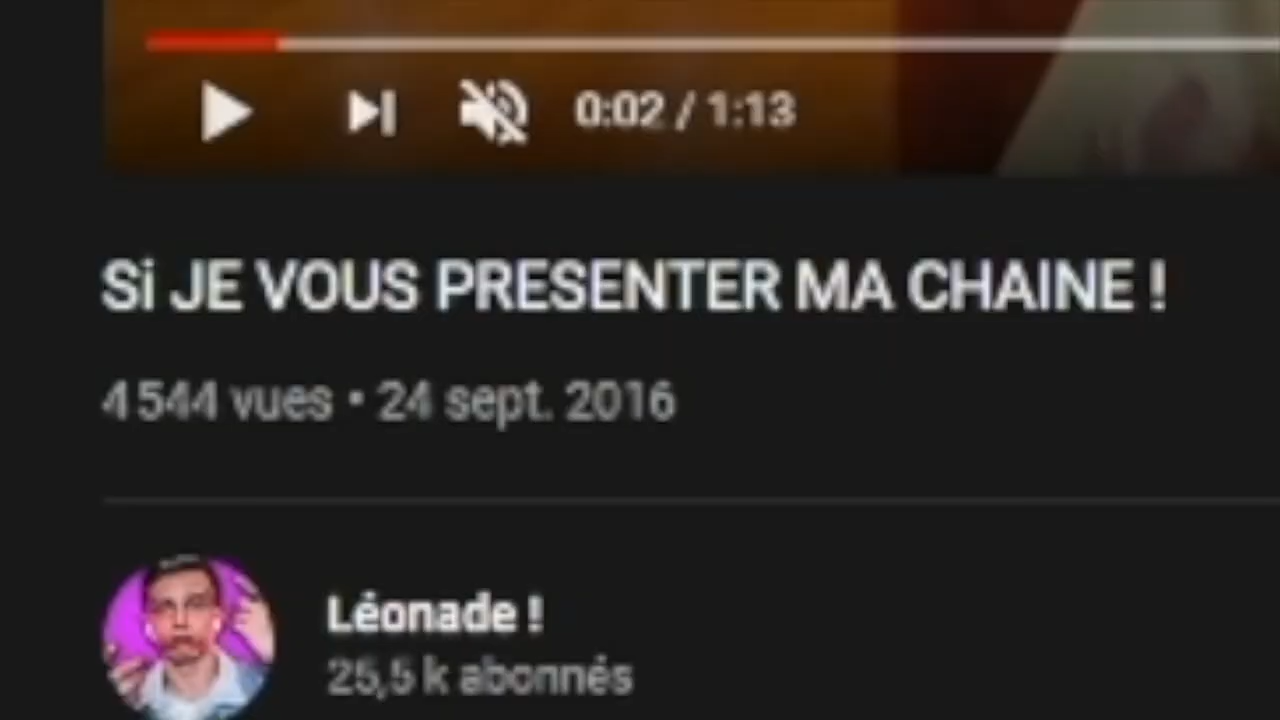 0:02 / 1:13
Si JE VOUS PRESENTER MA CHAINE !
4 544 vues • 24 sept. 2016
Léonade !
25,5 k abonnés